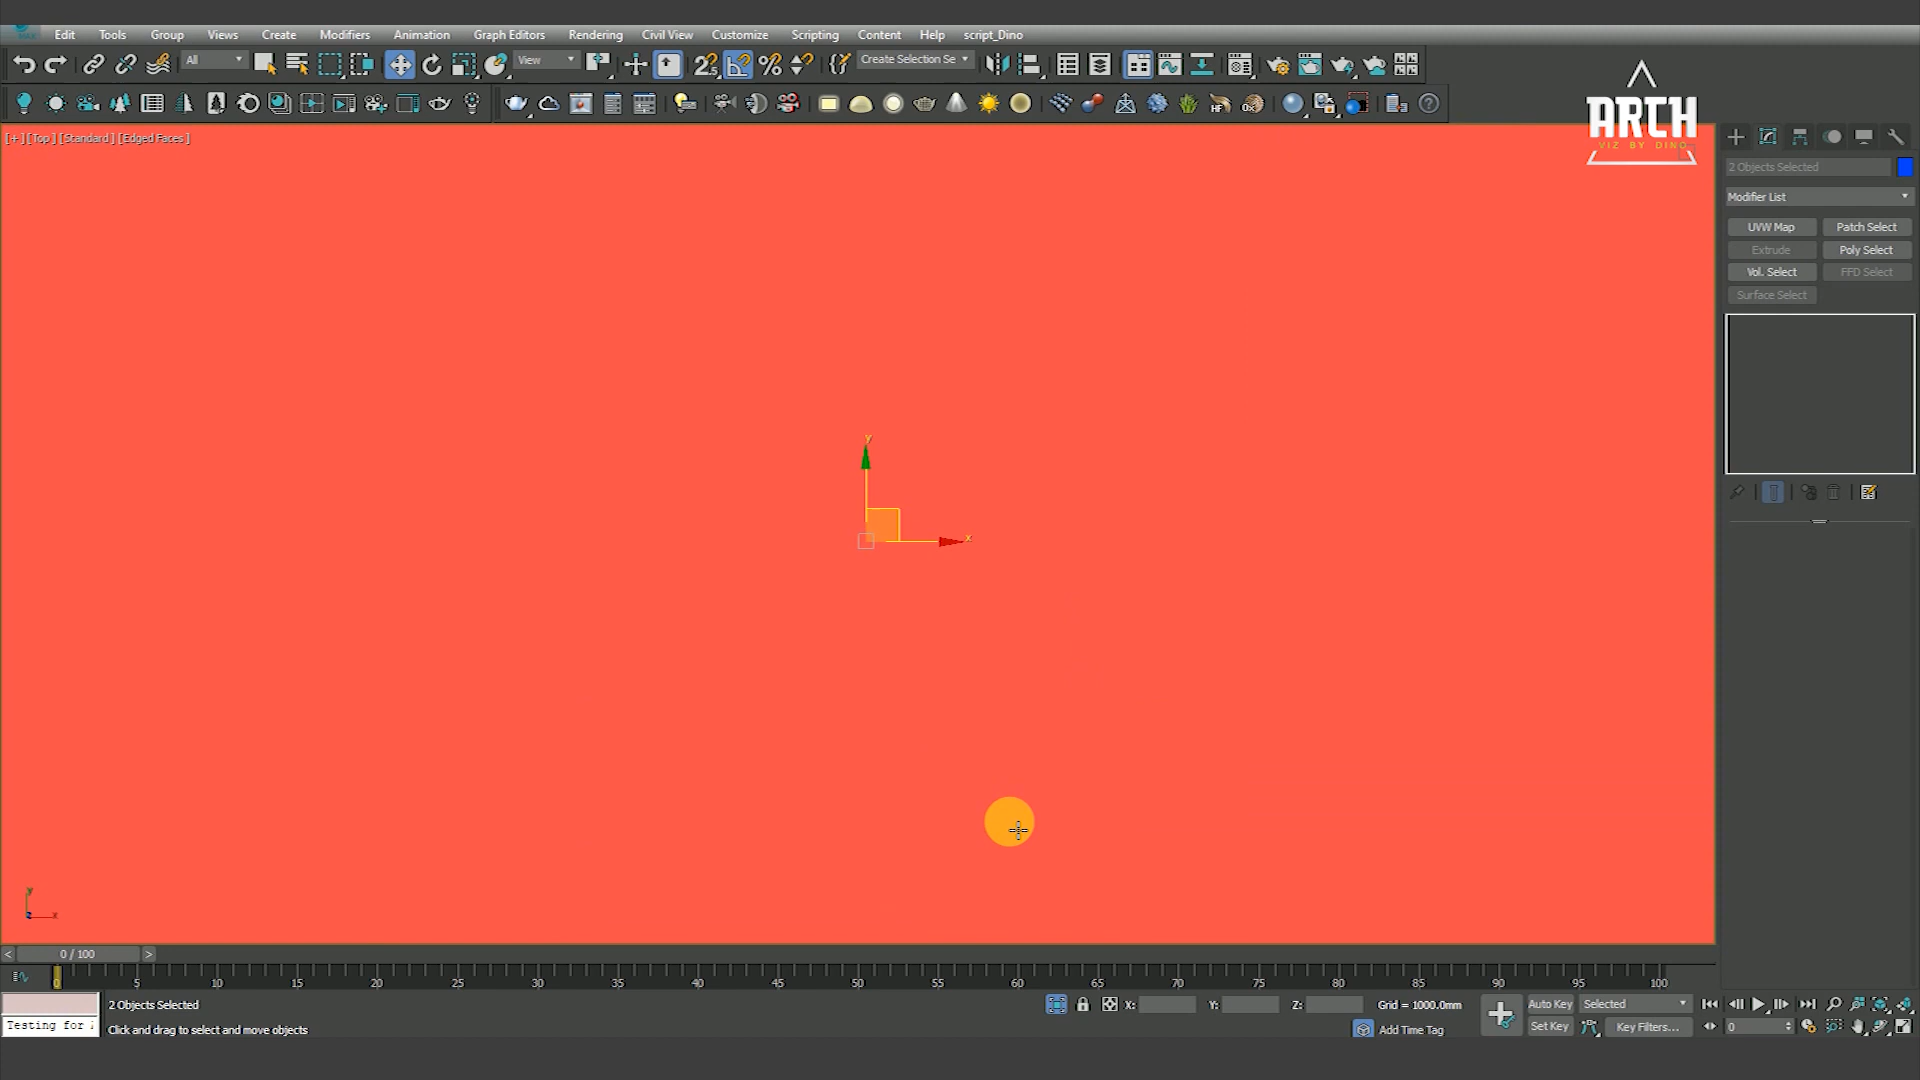 Edit Tools Group Views Create Modifiers Animation Graph Editors Rendering Civil View Customize Scripting Content Help script_Dino
All View Create Selection Se
[+] [Top] [Standard] [Edged Faces]
ARCH
VIZ BY DINO
2 Objects Selected
Modifier List
UVW Map Patch Select
Extrude Poly Select
Vol. Select FFD Select
Surface Select
y
x
y
x
< 0 / 100 >
0 5 10 15 20 25 30 35 40 45 50 55 60 65 70 75 80 85 90 95 100
2 Objects Selected X: Y: Z: Grid = 1000.0mm Auto Key Selected
Testing for Click and drag to select and move objects Add Time Tag Set Key Key Filters... 0